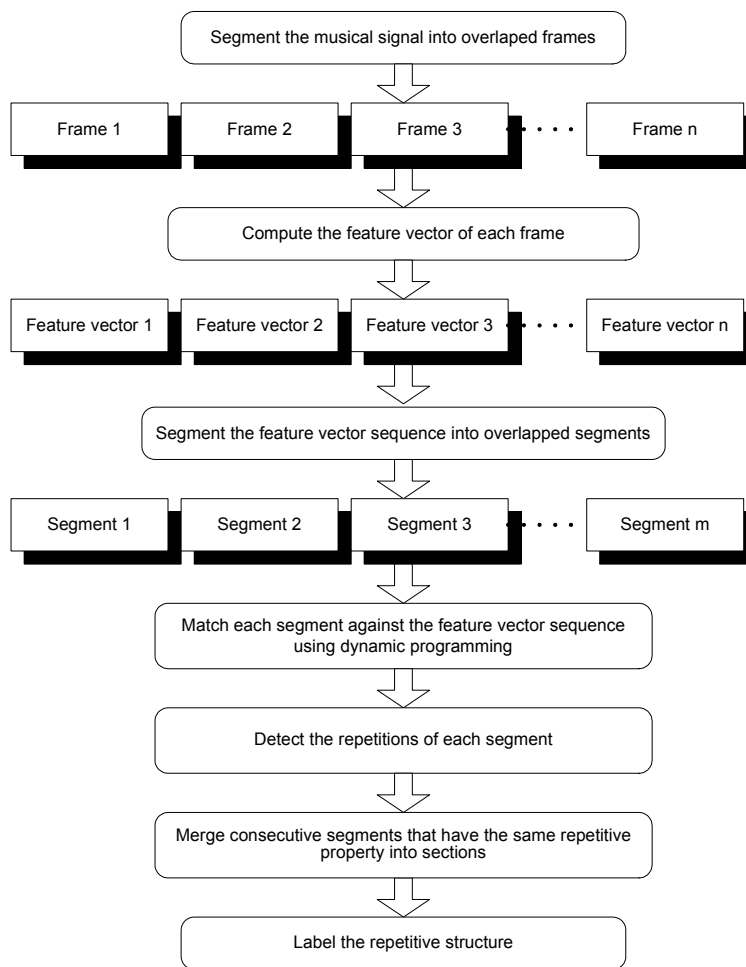 Segment the musical signal into overlaped frames
Frame 1 Frame 2 Frame 3 . . . . . Frame n
Compute the feature vector of each frame
Feature vector 1 Feature vector 2 Feature vector 3 . . . . . Feature vector n
Segment the feature vector sequence into overlapped segments
Segment 1 Segment 2 Segment 3 . . . . . Segment m
Match each segment against the feature vector sequence
using dynamic programming
Detect the repetitions of each segment
Merge consecutive segments that have the same repetitive
property into sections
Label the repetitive structure